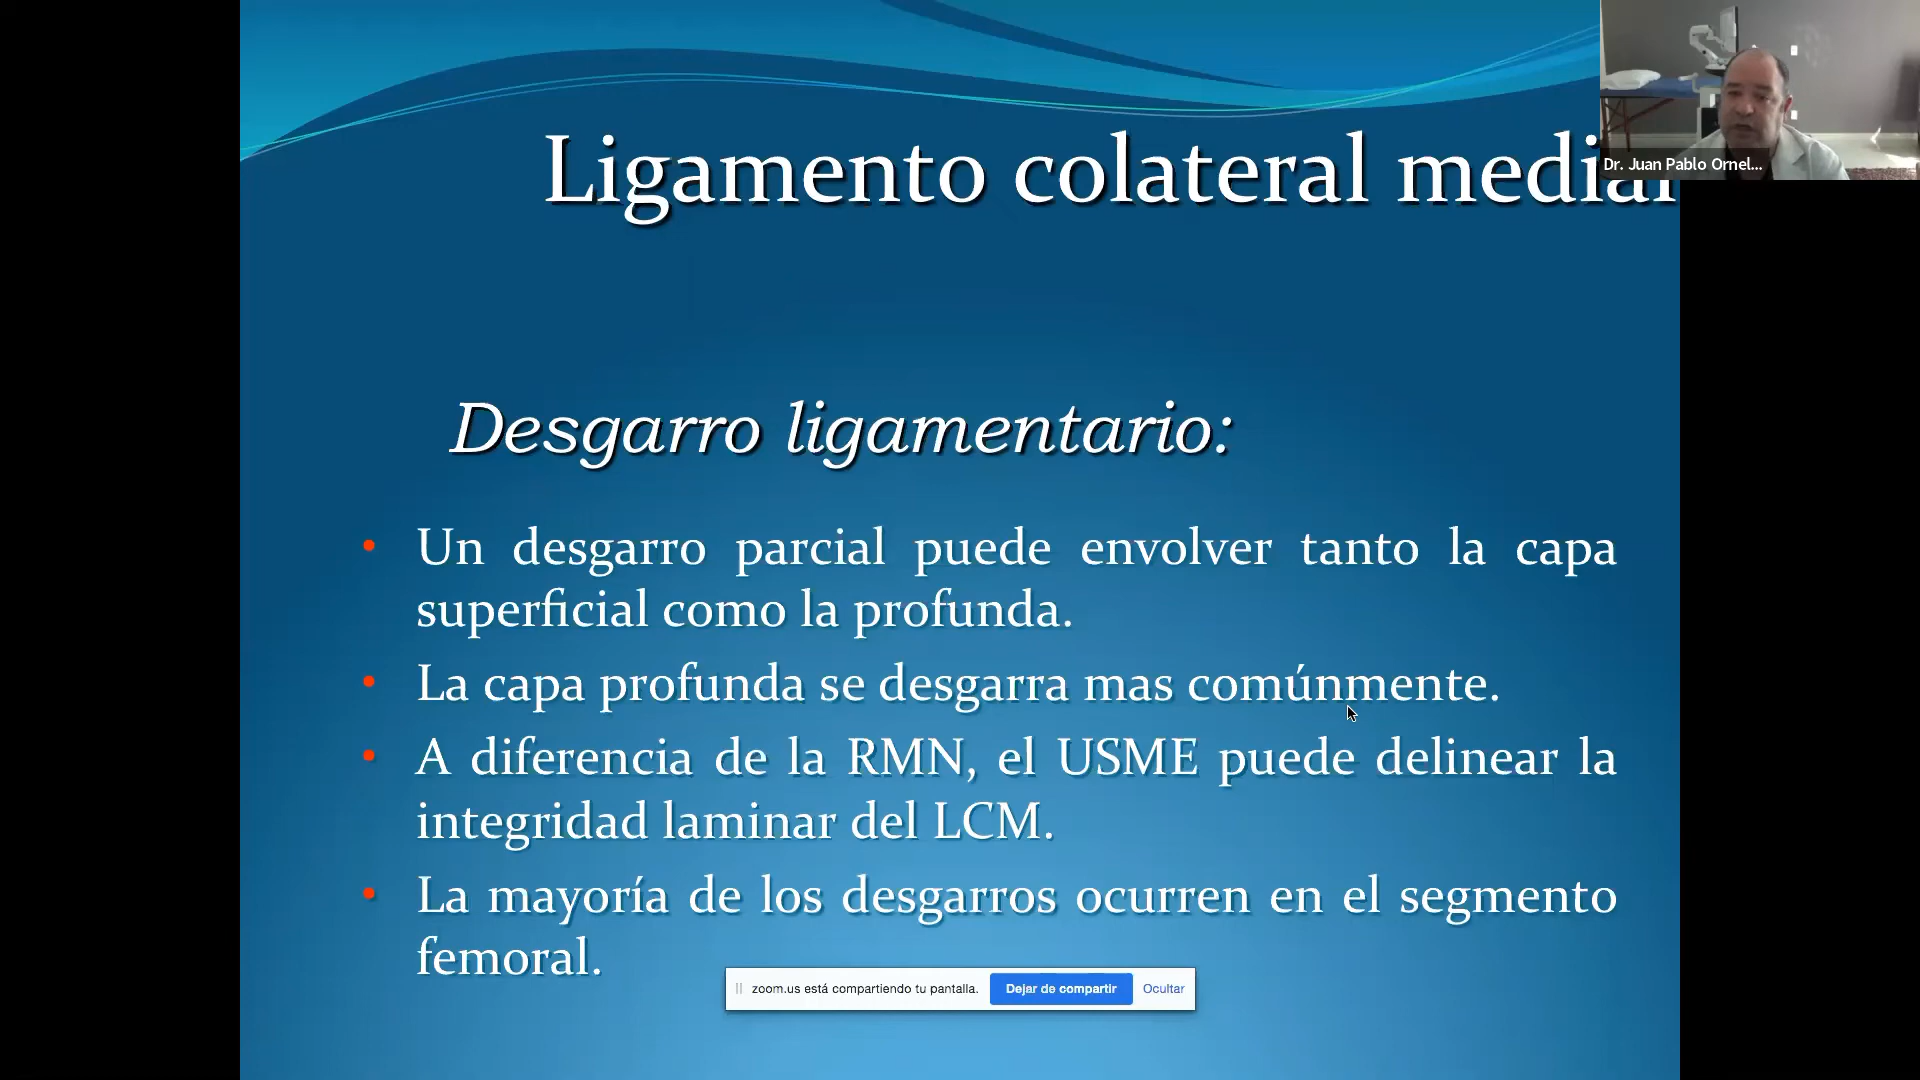 Ligamento colateral medial
Dr. Juan Pablo Ornel...
Desgarro ligamentario:
• Un desgarro parcial puede envolver tanto la capa
superficial como la profunda.
• La capa profunda se desgarra mas comúnmente.
• A diferencia de la RMN, el USME puede delinear la
integridad laminar del LCM.
• La mayoría de los desgarros ocurren en el segmento
femoral.
zoom.us está compartiendo tu pantalla. Dejar de compartir Ocultar